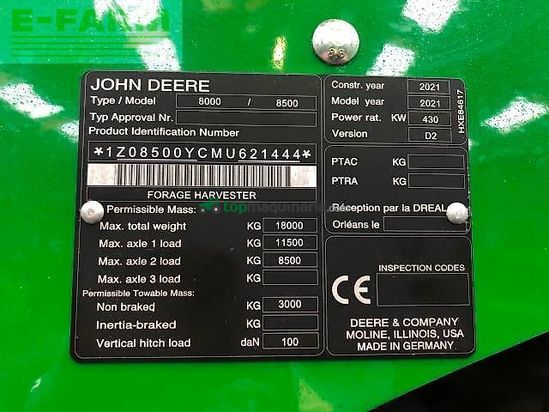 E-FARM
JOHN DEERE
Type / Model 8000 / 8500
Typ Approval Nr.
Product Identification Number
*1Z08500YCMU621444*
FORAGE HARVESTER
Permissible Mass:
Max. total weight KG 18000
Max. axle 1 load KG 11500
Max. axle 2 load KG 8500
Max. axle 3 load KG
Permissible Towable Mass:
Non braked KG 3000
Inertia-braked KG
Vertical hitch load daN 100
Constr. year 2021
Model year 2021
Power rat. KW 430
Version D2
PTAC KG
PTRA KG
Réception par la DREAL
Orléans le
INSPECTION CODES
CE
DEERE & COMPANY
MOLINE, ILLINOIS, USA
MADE IN GERMANY
HXE84617
topmaquinaria